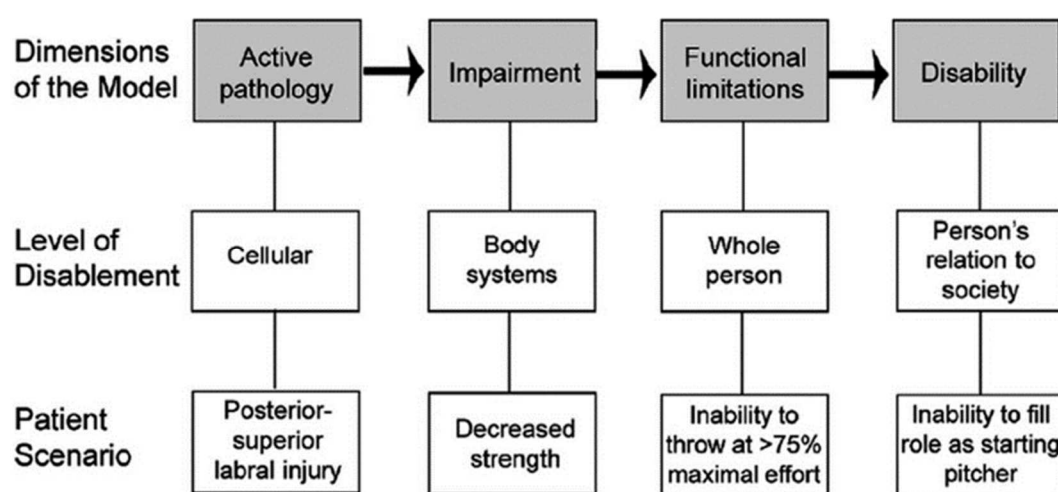 Dimensions
of the Model
Active
pathology
Impairment
Functional
limitations
Disability
Level of
Disablement
Cellular
Body
systems
Whole
person
Person's
relation to
society
Patient
Scenario
Posterior-
superior
labral injury
Decreased
strength
Inability to
throw at >75%
maximal effort
Inability to fill
role as starting
pitcher